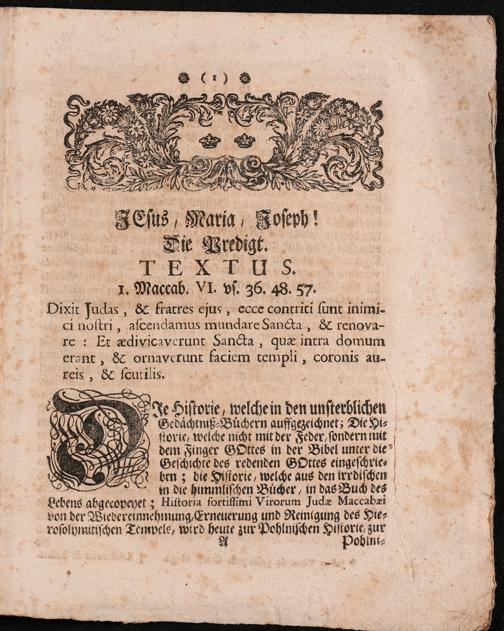 (1)
JEsus, Maria, Joseph!
Die Predigt.
TEXTUS.
1. Maccab. VI. vs. 36. 48. 57.
Dixit Judas, & fratres ejus, ecce contriti sunt inimi-
ci nostri, ascendamus mundare Sancta, & renova-
re: Et ædivicaverunt Sancta, quæ intra domum
erant, & ornaverunt faciem templi, coronis au-
reis, & scutilis.
DIe Historie, welche in den unsterblichen
Gedächtnuß-Büchern auffgezeichnet; Die Hi-
storie, welche nicht mit der Feder, sondern mit
dem Finger GOttes in der Bibel unter die
Geschichte des redenden GOttes eingeschrie-
ben; die Historie, welche aus den irrdischen
in die himmlischen Bücher, in das Buch des
Lebens abgecopeyet; Historia fortissimi Virorum Judæ Maccabæi
von der Wiedereinnehmung, Erneuerung und Reinigung des Hie-
rosolymitischen Tempels, wird heute zur Pohlnischen Historie, zur
A Pohlni-